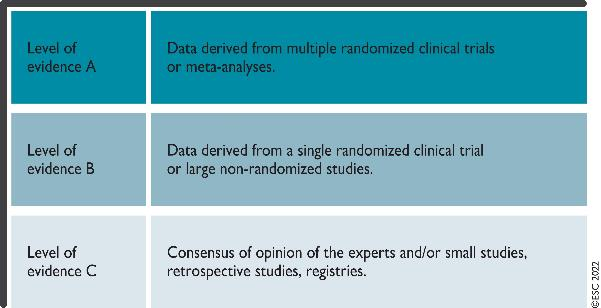 Level of
evidence A
Data derived from multiple randomized clinical trials
or meta-analyses.
Level of
evidence B
Data derived from a single randomized clinical trial
or large non-randomized studies.
Level of
evidence C
Consensus of opinion of the experts and/or small studies,
retrospective studies, registries.
©ESC 2022